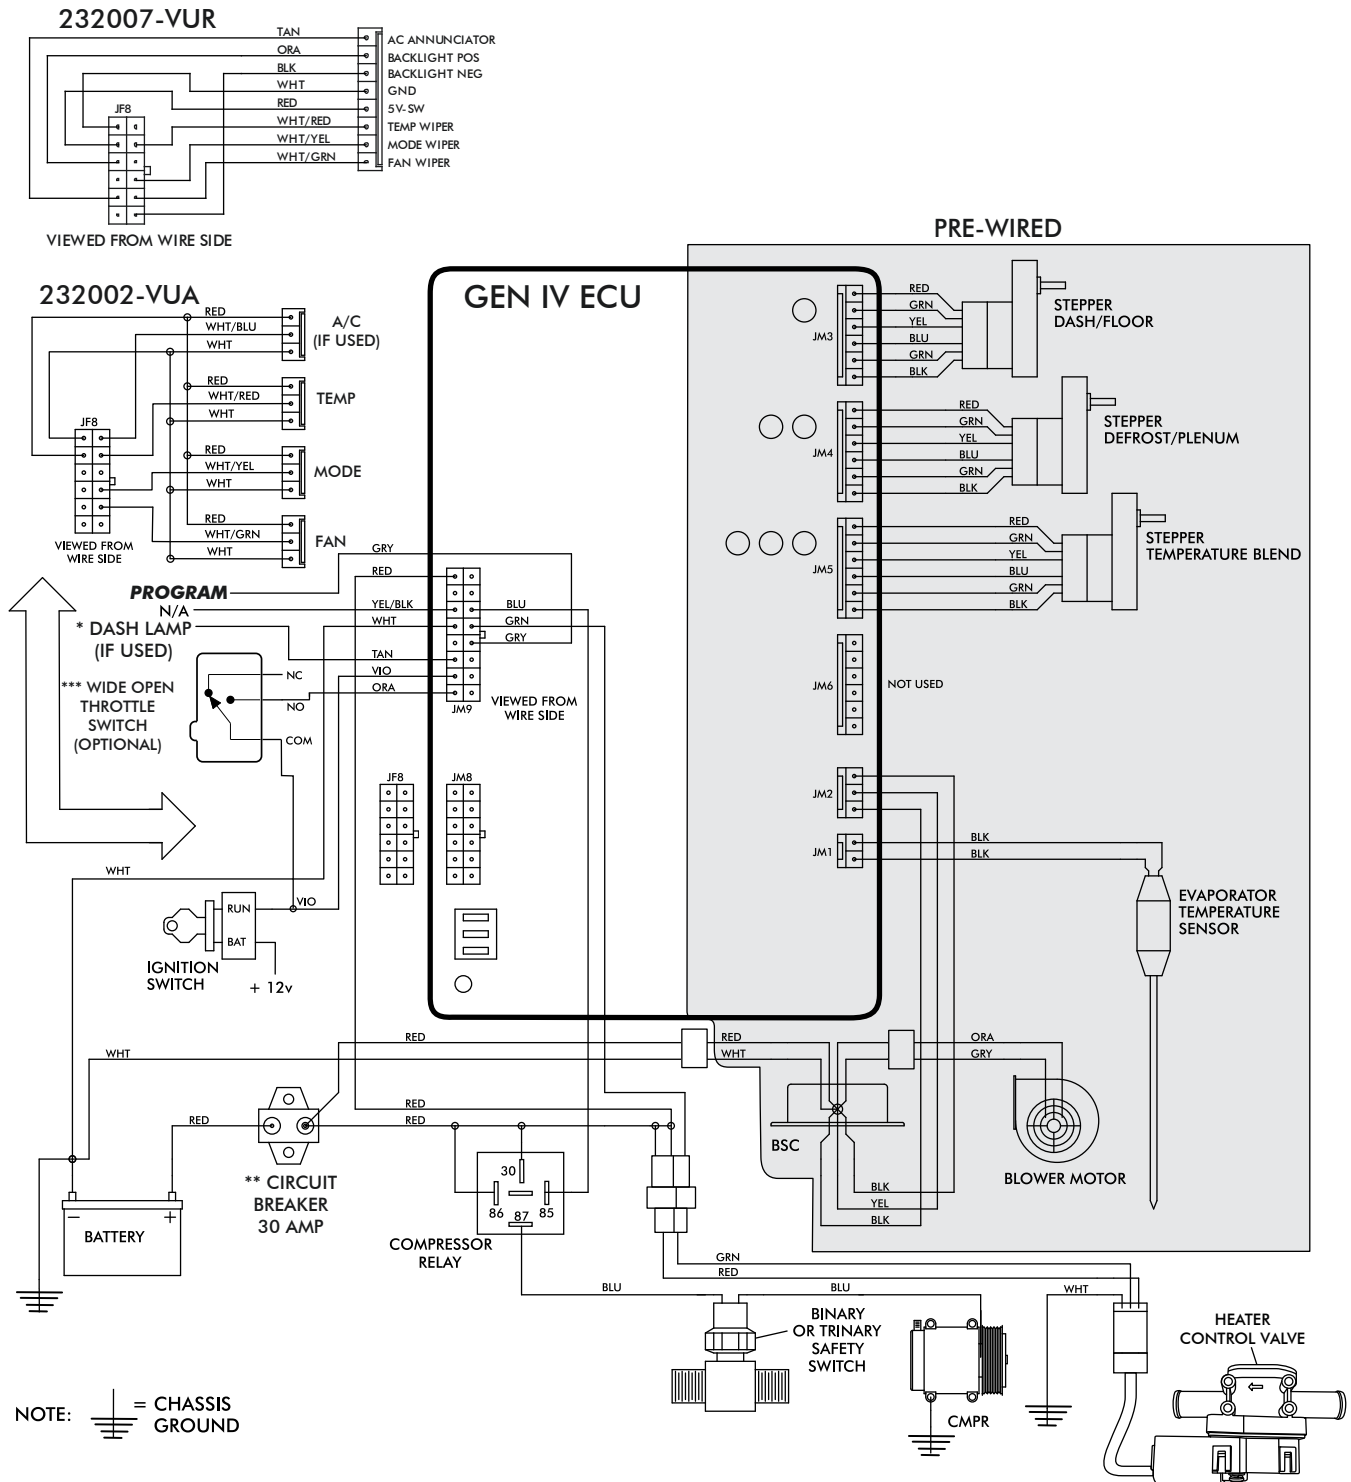 232007-VUR
TAN
AC ANNUNCIATOR
ORA
BACKLIGHT POS
BLK
BACKLIGHT NEG
WHT
GND
RED
5V-SW
WHT/RED
TEMP WIPER
WHT/YEL
MODE WIPER
WHT/GRN
FAN WIPER
JF8
VIEWED FROM WIRE SIDE
232002-VUA
RED
WHT/BLU
WHT
A/C
(IF USED)
RED
WHT/RED
WHT
TEMP
RED
WHT/YEL
WHT
MODE
RED
WHT/GRN
WHT
FAN
JF8
VIEWED FROM
WIRE SIDE
PRE-WIRED
GEN IV ECU
JM3
RED
GRN
YEL
BLU
GRN
BLK
STEPPER
DASH/FLOOR
JM4
RED
GRN
YEL
BLU
GRN
BLK
STEPPER
DEFROST/PLENUM
JM5
RED
GRN
YEL
BLU
GRN
BLK
STEPPER
TEMPERATURE BLEND
JM6
NOT USED
JM2
JM1
BLK
BLK
EVAPORATOR
TEMPERATURE
SENSOR
PROGRAM
N/A
* DASH LAMP
(IF USED)
GRY
RED
YEL/BLK
WHT
TAN
VIO
ORA
BLU
GRN
GRY
JM9
VIEWED FROM
WIRE SIDE
*** WIDE OPEN
THROTTLE
SWITCH
(OPTIONAL)
NC
NO
COM
JF8
JM8
WHT
RUN
VIO
BAT
IGNITION
SWITCH
+ 12v
RED
WHT
RED
WHT
ORA
GRY
BSC
BLOWER MOTOR
BLK
YEL
BLK
RED
RED
RED
** CIRCUIT
BREAKER
30 AMP
30
86
87
85
COMPRESSOR
RELAY
–
+
BATTERY
GRN
RED
BLU
BLU
WHT
BINARY
OR TRINARY
SAFETY
SWITCH
CMPR
HEATER
CONTROL VALVE
NOTE:
= CHASSIS
GROUND